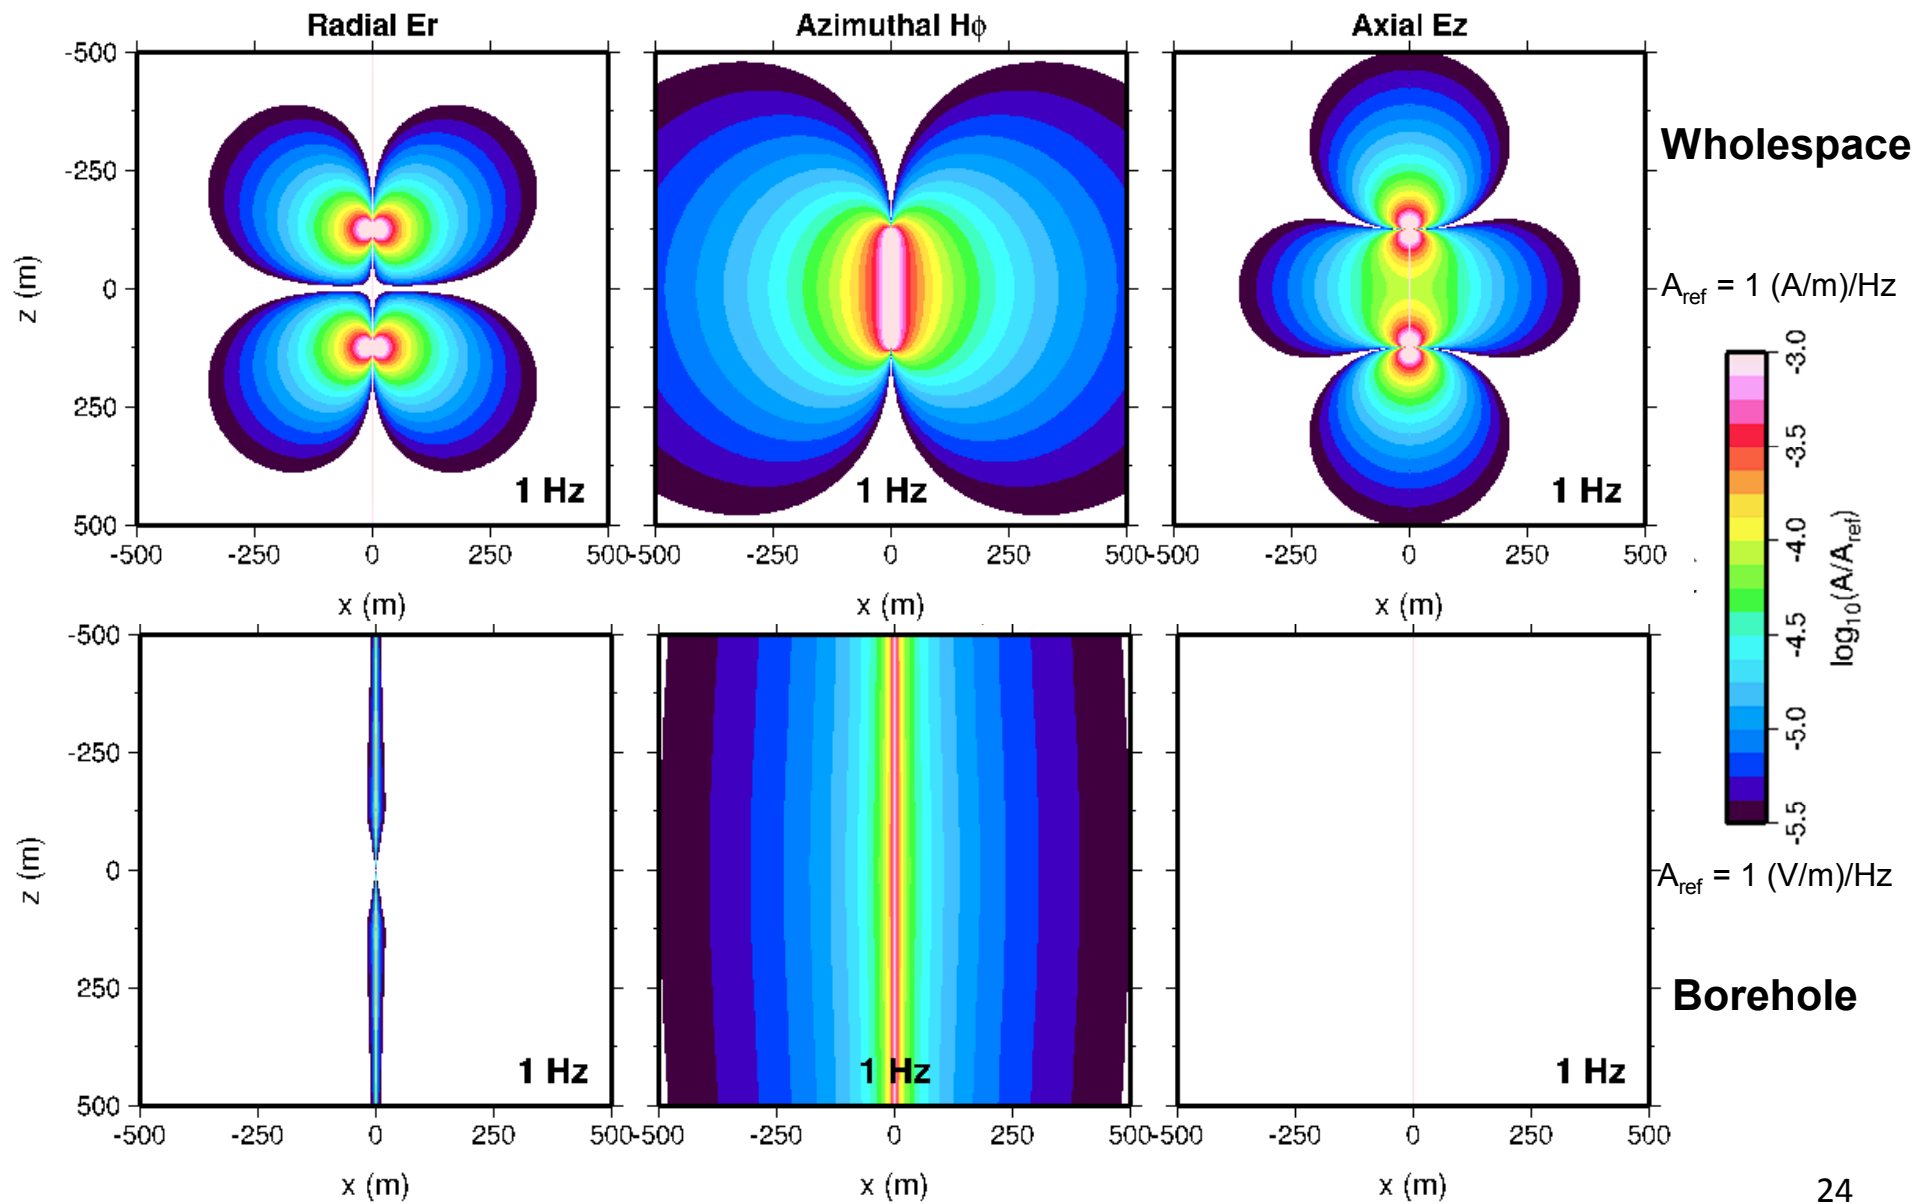 Radial Er
Azimuthal Hϕ
Axial Ez
-500
-250
0
250
500
z (m)
1 Hz
1 Hz
1 Hz
-500 -250 0 250 500
-500 -250 0 250 500
-500 -250 0 250 500
x (m)
x (m)
x (m)
Wholespace
A_ref = 1 (A/m)/Hz
-3.0
-3.5
-4.0
-4.5
-5.0
-5.5
log₁₀(A/A_ref)
-500
-250
0
250
500
z (m)
1 Hz
1 Hz
1 Hz
-500 -250 0 250 500
-500 -250 0 250 500
-500 -250 0 250 500
x (m)
x (m)
x (m)
A_ref = 1 (V/m)/Hz
Borehole
24